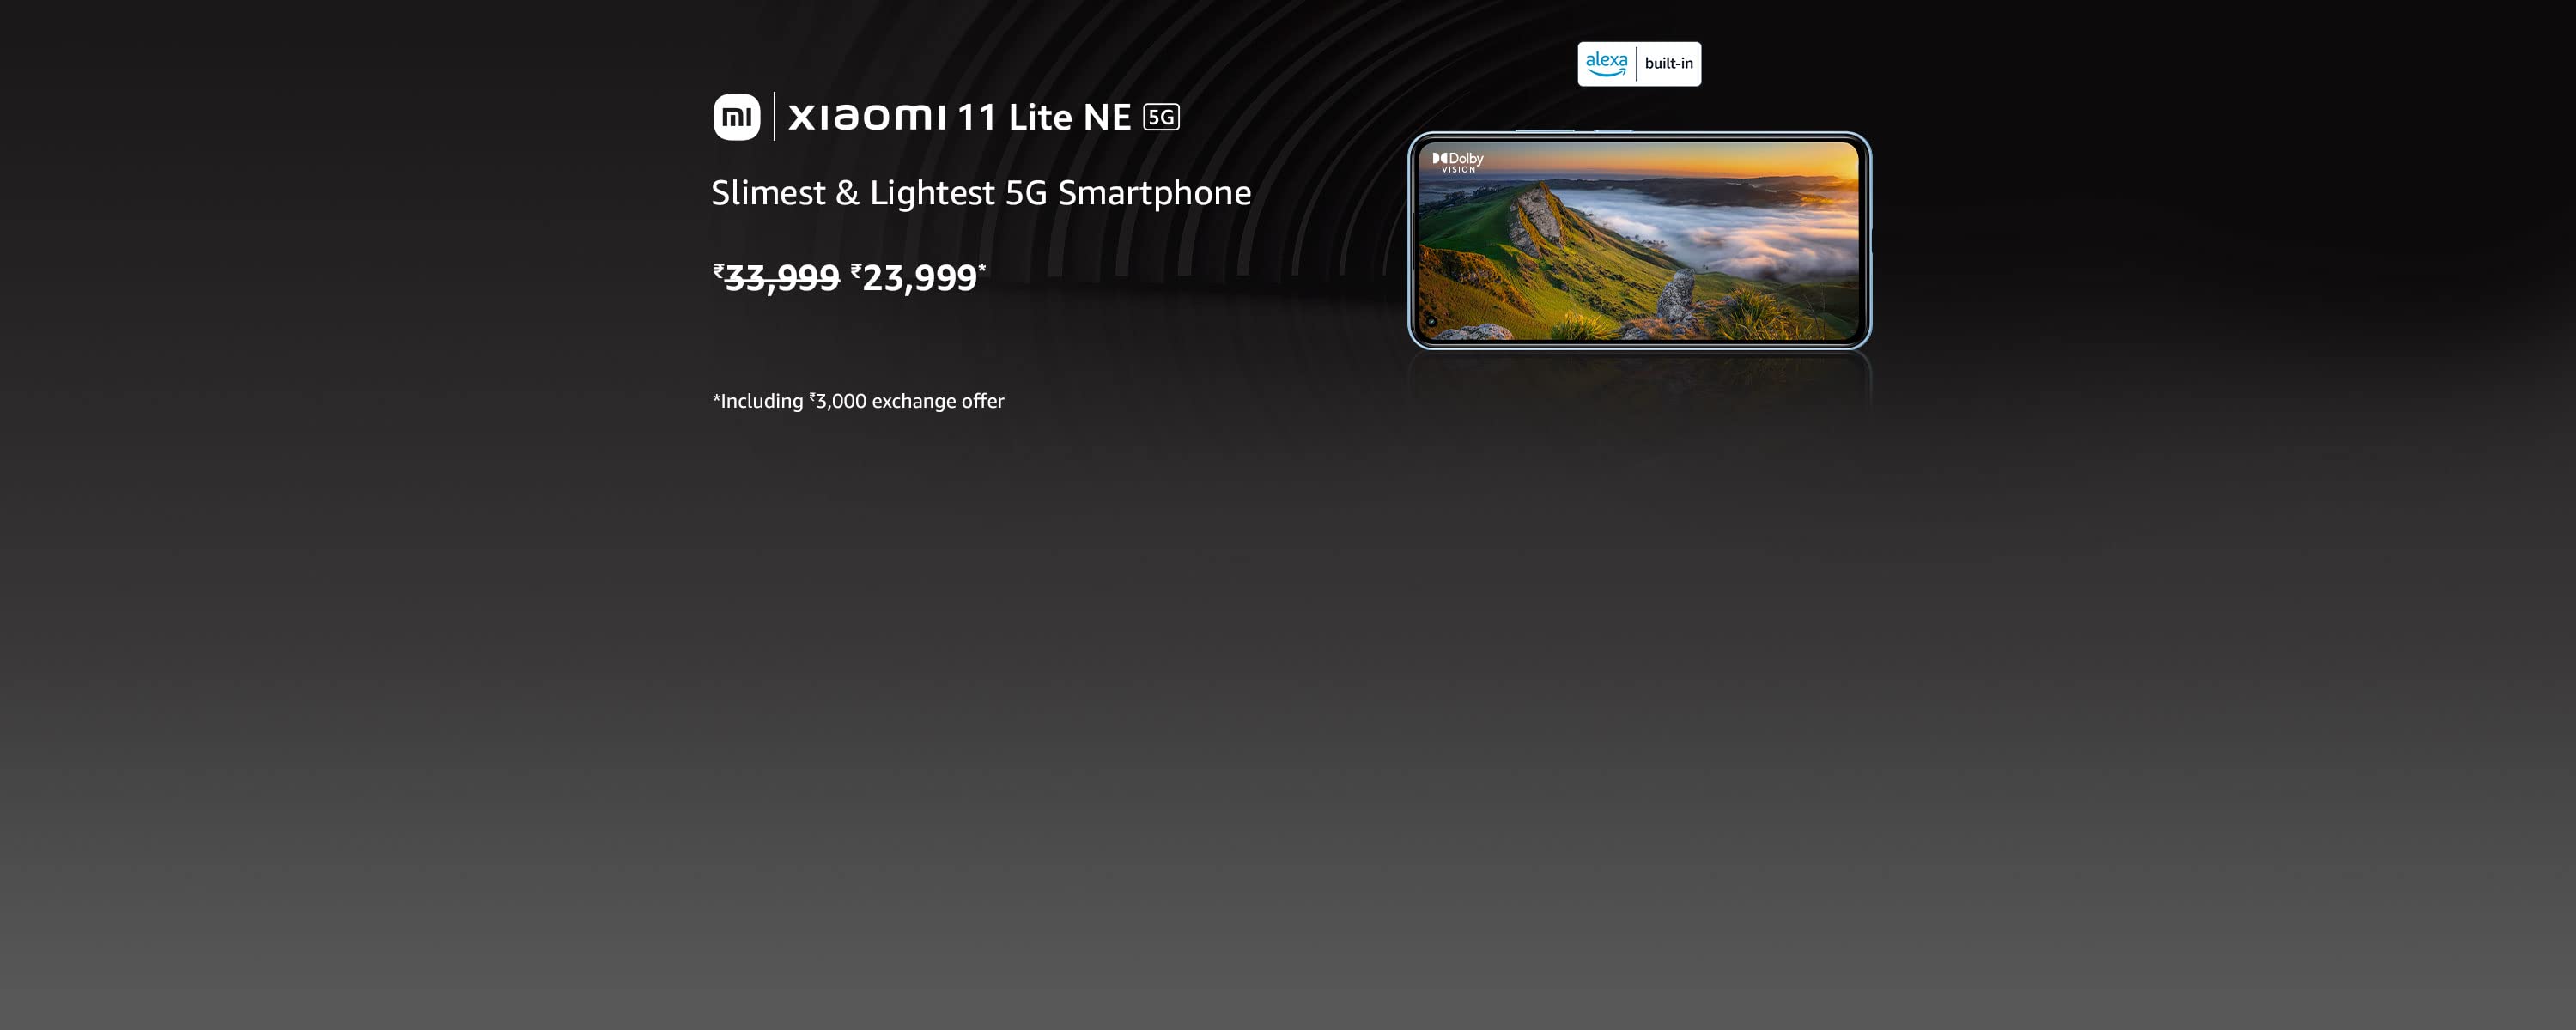 mi | xiaomi 11 Lite NE 5G
Slimest & Lightest 5G Smartphone
₹33,999 ₹23,999*
*Including ₹3,000 exchange offer
alexa | built-in
Dolby
VISION